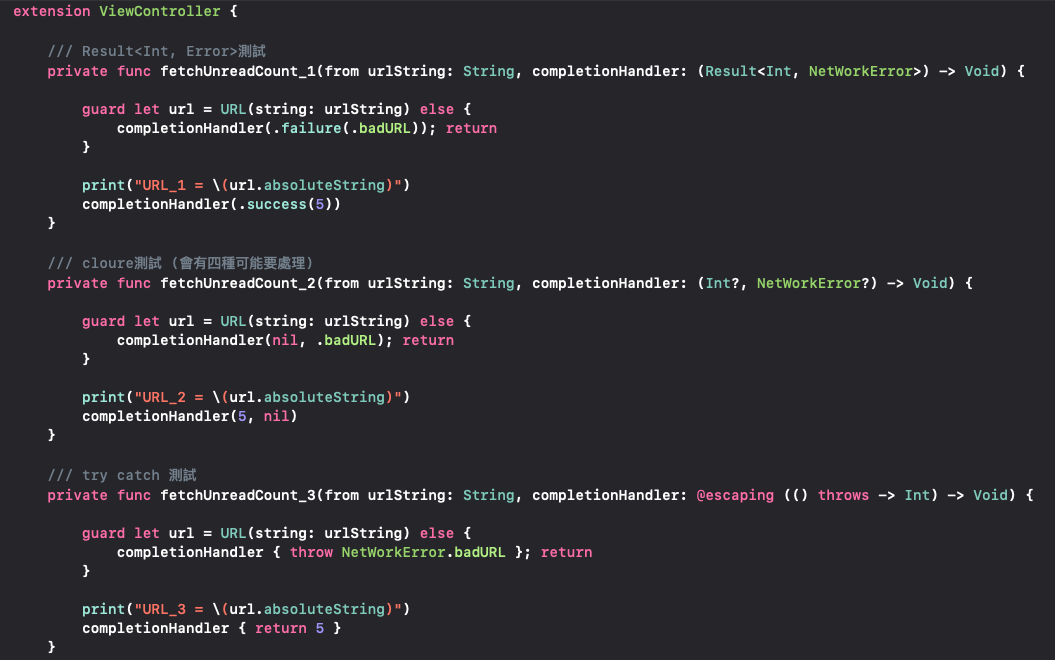 extension ViewController {
/// Result<Int, Error>測試
private func fetchUnreadCount_1(from urlString: String, completionHandler: (Result<Int, NetWorkError>) -> Void) {
guard let url = URL(string: urlString) else {
completionHandler(.failure(.badURL)); return
}
print("URL_1 = \(url.absoluteString)")
completionHandler(.success(5))
}
/// cloure測試 (會有四種可能要處理)
private func fetchUnreadCount_2(from urlString: String, completionHandler: (Int?, NetWorkError?) -> Void) {
guard let url = URL(string: urlString) else {
completionHandler(nil, .badURL); return
}
print("URL_2 = \(url.absoluteString)")
completionHandler(5, nil)
}
/// try catch 測試
private func fetchUnreadCount_3(from urlString: String, completionHandler: @escaping (() throws -> Int) -> Void) {
guard let url = URL(string: urlString) else {
completionHandler { throw NetWorkError.badURL }; return
}
print("URL_3 = \(url.absoluteString)")
completionHandler { return 5 }
}